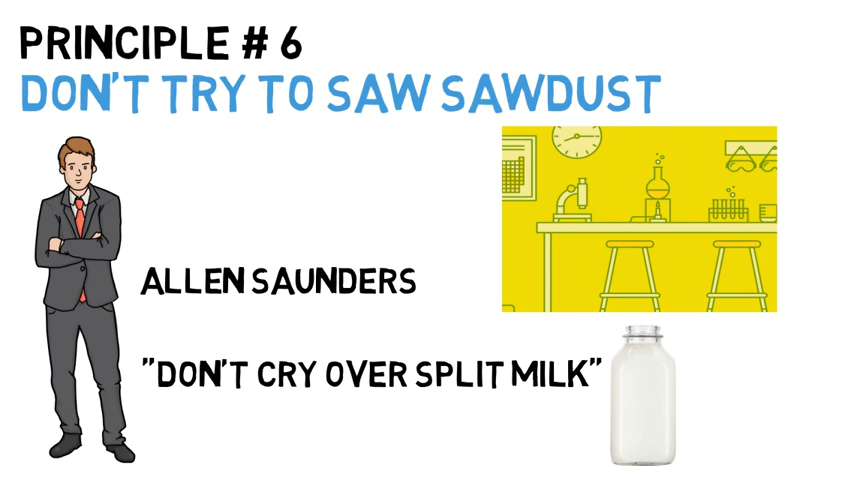 PRINCIPLE # 6
DON'T TRY TO SAW SAWDUST
ALLEN SAUNDERS
"DON'T CRY OVER SPLIT MILK"